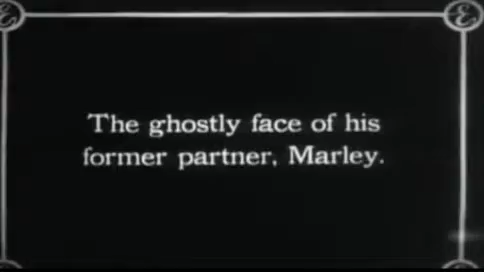 The ghostly face of his
former partner, Marley.